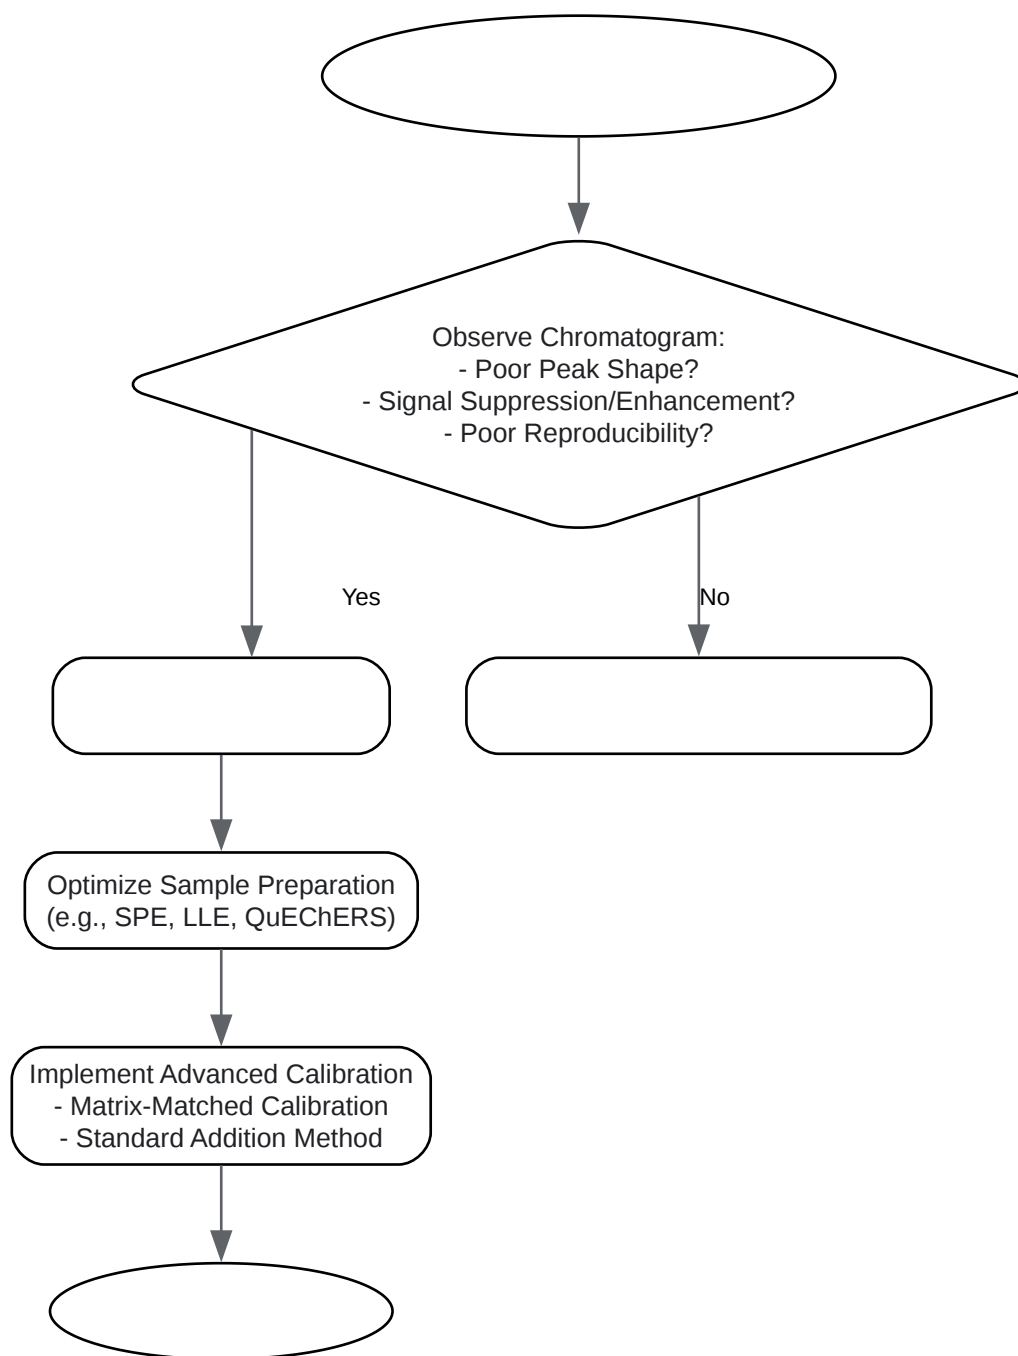 Observe Chromatogram:
- Poor Peak Shape?
- Signal Suppression/Enhancement?
- Poor Reproducibility?
Yes
No
Optimize Sample Preparation
(e.g., SPE, LLE, QuEChERS)
Implement Advanced Calibration
- Matrix-Matched Calibration
- Standard Addition Method